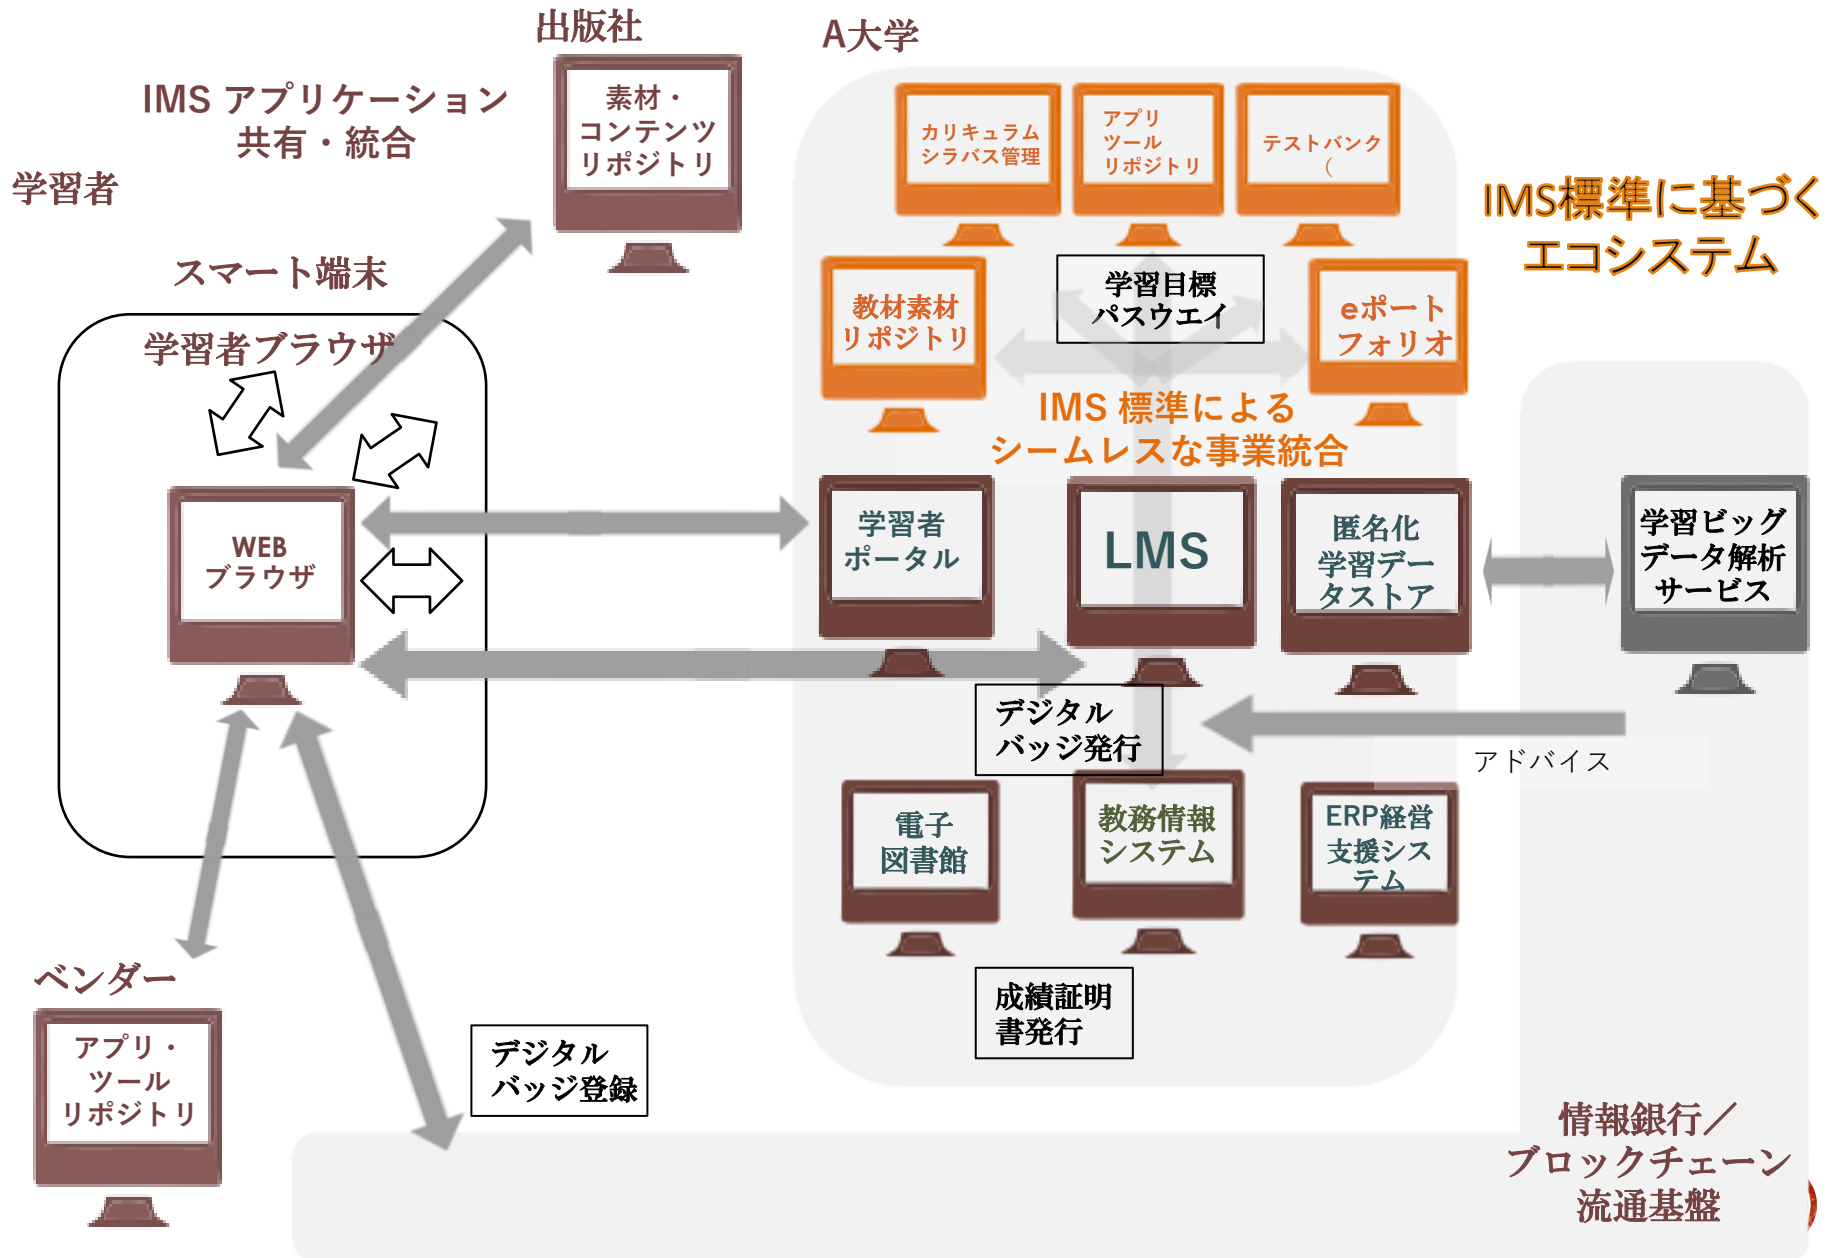 出版社
A大学
IMS アプリケーション
共有・統合
素材・
コンテンツ
リポジトリ
カリキュラム
シラバス管理
アプリ
ツール
リポジトリ
テストバンク
（
学習者
IMS標準に基づく
エコシステム
スマート端末
学習者ブラウザ
学習目標
パスウエイ
教材素材
リポジトリ
eポート
フォリオ
IMS 標準による
シームレスな事業統合
WEB
ブラウザ
学習者
ポータル
LMS
匿名化
学習デー
タストア
学習ビッグ
データ解析
サービス
デジタル
バッジ発行
アドバイス
電子
図書館
教務情報
システム
ERP経営
支援シス
テム
ベンダー
アプリ・
ツール
リポジトリ
成績証明
書発行
デジタル
バッジ登録
情報銀行／
ブロックチェーン
流通基盤